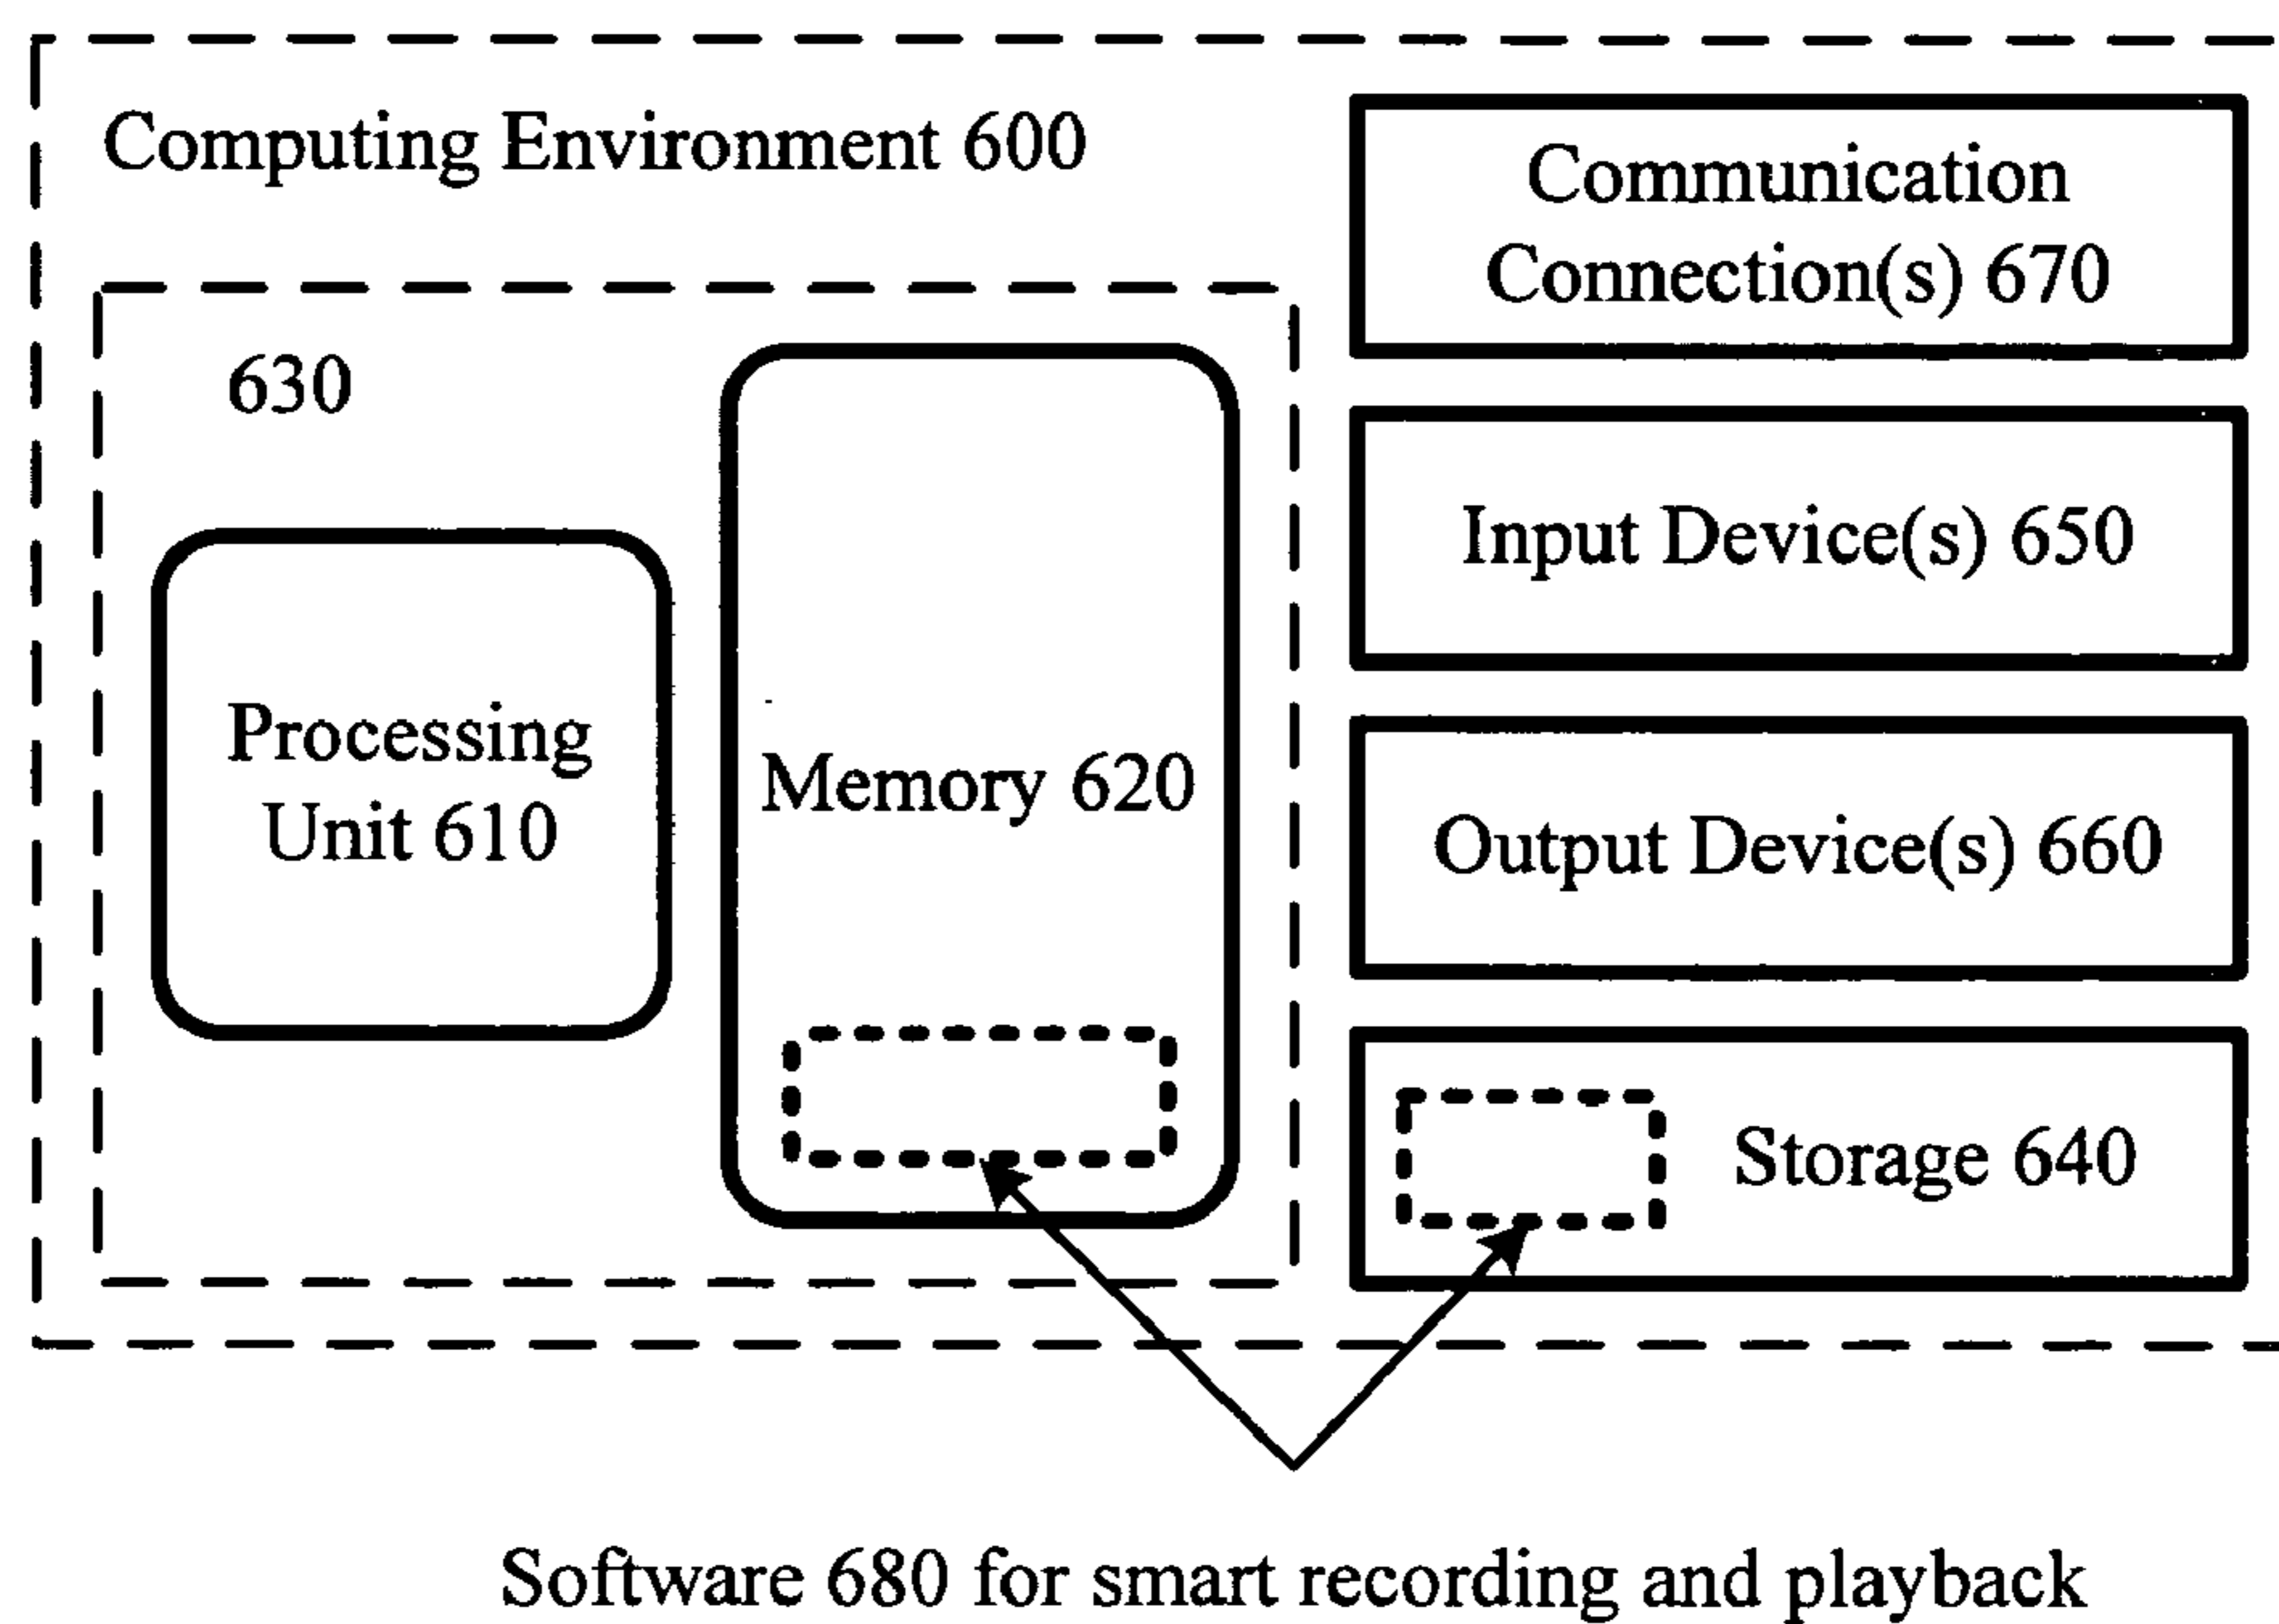 Computing Environment 600
630
Processing
Unit 610
Memory 620
Communication
Connection(s) 670
Input Device(s) 650
Output Device(s) 660
Storage 640
Software 680 for smart recording and playback